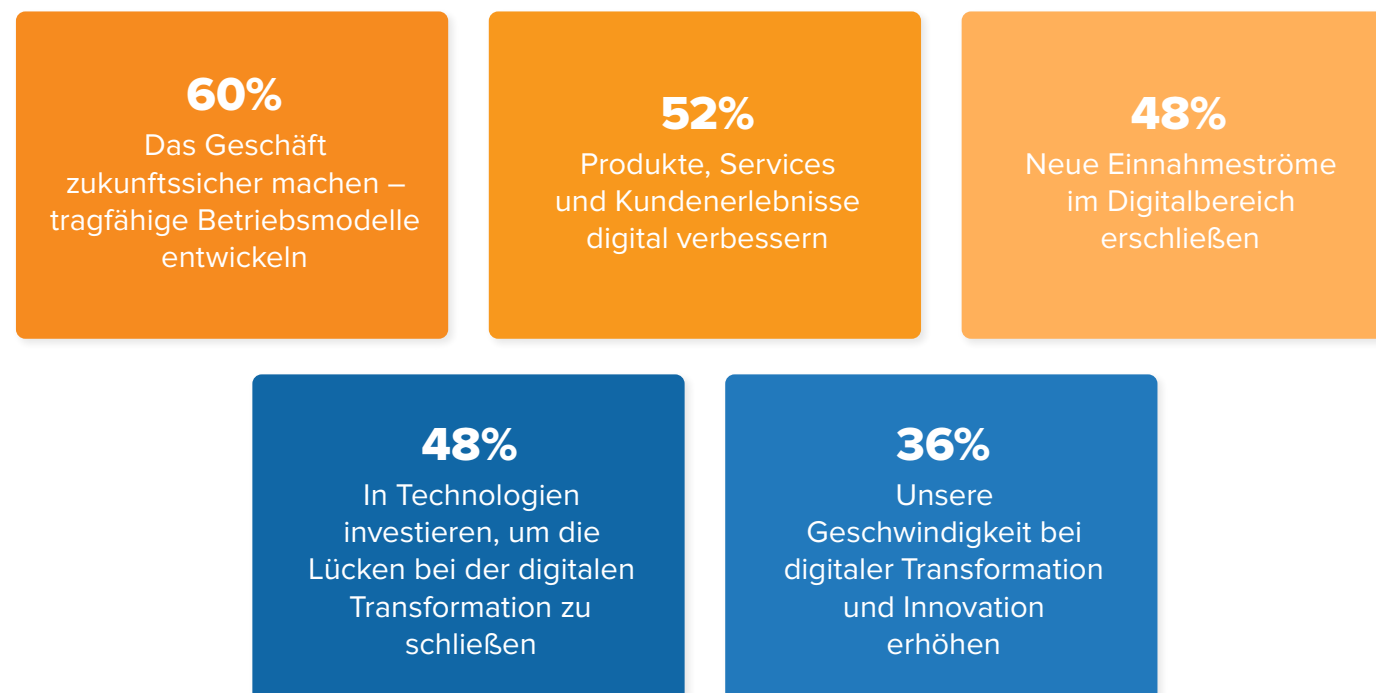 60%
Das Geschäft
zukunftssicher machen –
tragfähige Betriebsmodelle
entwickeln
52%
Produkte, Services
und Kundenerlebnisse
digital verbessern
48%
Neue Einnahmeströme
im Digitalbereich
erschließen
48%
In Technologien
investieren, um die
Lücken bei der digitalen
Transformation zu
schließen
36%
Unsere
Geschwindigkeit bei
digitaler Transformation
und Innovation
erhöhen